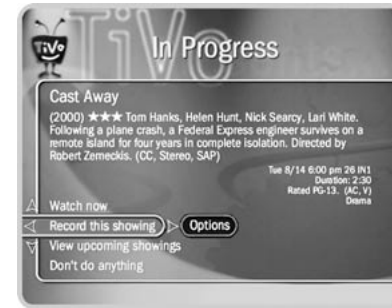 TiVo
In Progress
Cast Away
(2000) ★★★ Tom Hanks, Helen Hunt, Nick Searcy, Lari White.
Following a plane crash, a Federal Express engineer survives on a
remote island for four years in complete isolation. Directed by
Robert Zemeckis. (CC, Stereo, SAP)
Tue 8/14 6:00 pm 26 IN1
Duration: 2:30
Rated PG-13. (AC, V)
Drama
Watch now
Record this showing
Options
View upcoming showings
Don't do anything